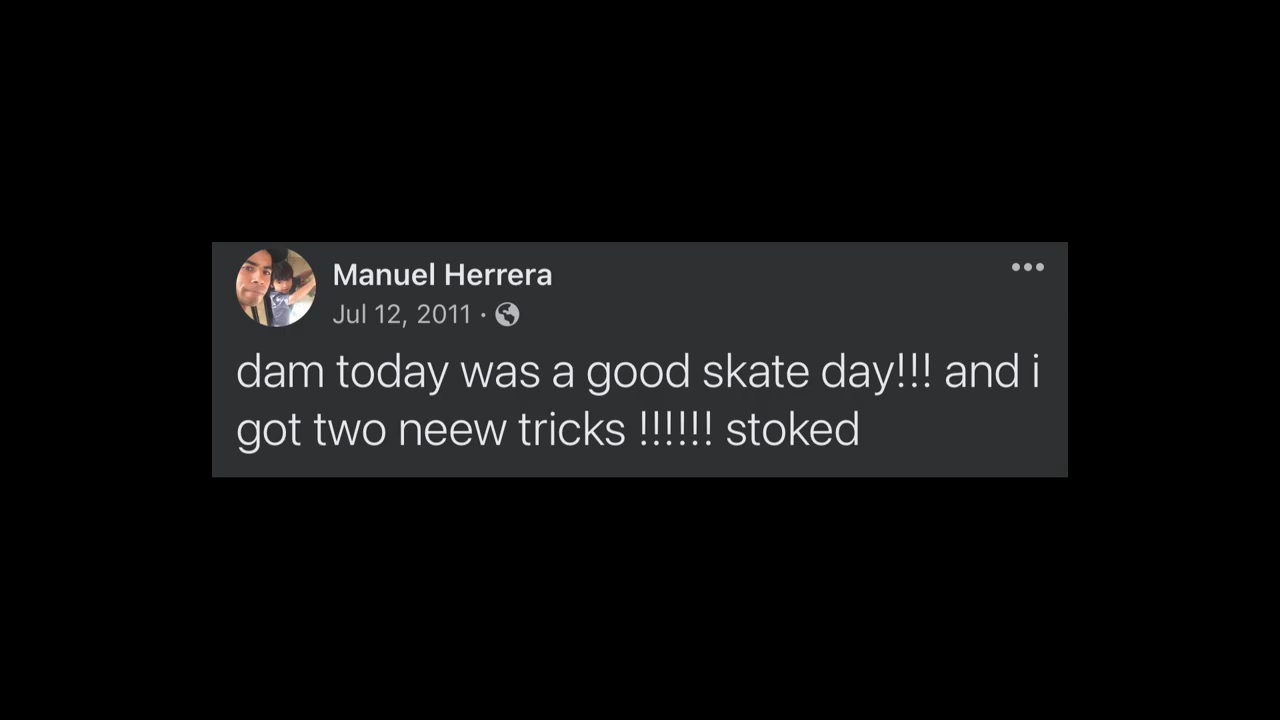 Manuel Herrera
Jul 12, 2011 ·
dam today was a good skate day!!! and i
got two neew tricks !!!!!! stoked